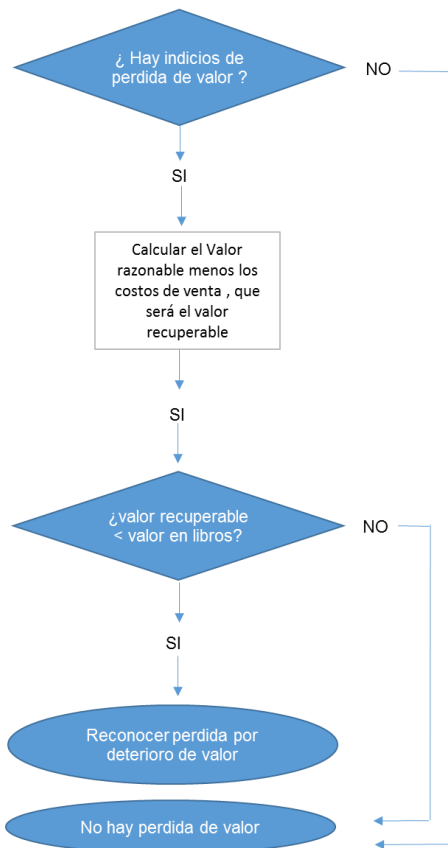 ¿ Hay indicios de
perdida de valor ?
NO
SI
Calcular el Valor
razonable menos los
costos de venta , que
será el valor
recuperable
SI
¿valor recuperable
< valor en libros?
NO
SI
Reconocer perdida por
deterioro de valor
No hay perdida de valor